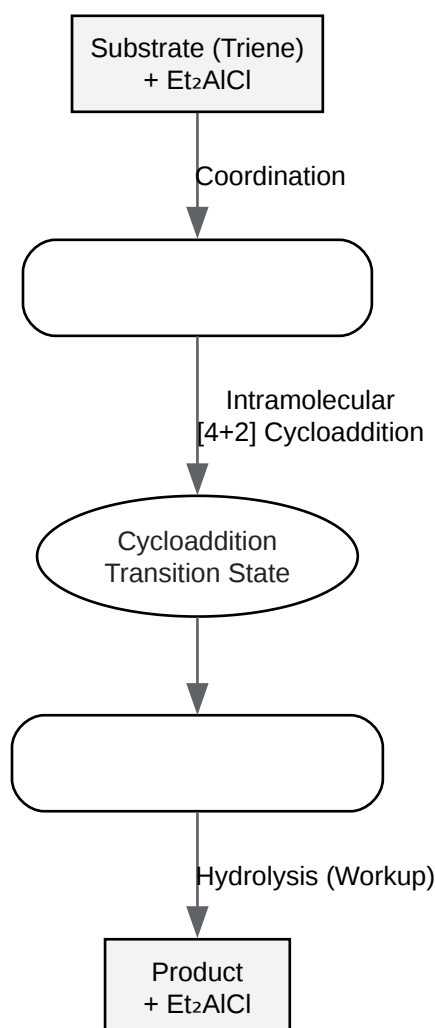 Substrate (Triene)
+ Et₂AlCl
Coordination
Intramolecular
[4+2] Cycloaddition
Cycloaddition
Transition State
Hydrolysis (Workup)
Product
+ Et₂AlCl